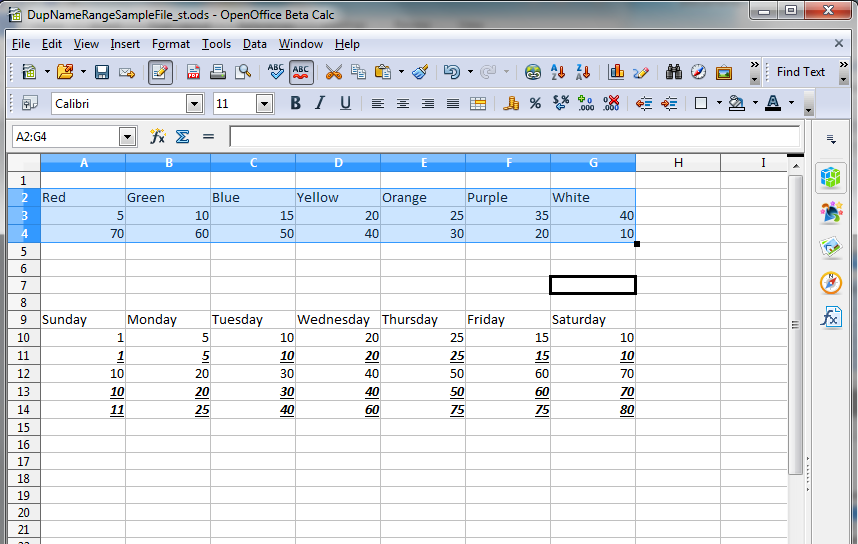 DupNameRangeSampleFile_st.ods - OpenOffice Beta Calc
File Edit View Insert Format Tools Data Window Help
ABC ABC Find Text
Calibri 11 B I U % $% .000 .000 A
A2:G4 fx Σ =
A B C D E F G H I
1
2 Red Green Blue Yellow Orange Purple White
3 5 10 15 20 25 35 40
4 70 60 50 40 30 20 10
5
6
7
8
9 Sunday Monday Tuesday Wednesday Thursday Friday Saturday
10 1 5 10 20 25 15 10
11 1 5 10 20 25 15 10
12 10 20 30 40 50 60 70
13 10 20 30 40 50 60 70
14 11 25 40 60 75 75 80
15
16
17
18
19
20
21